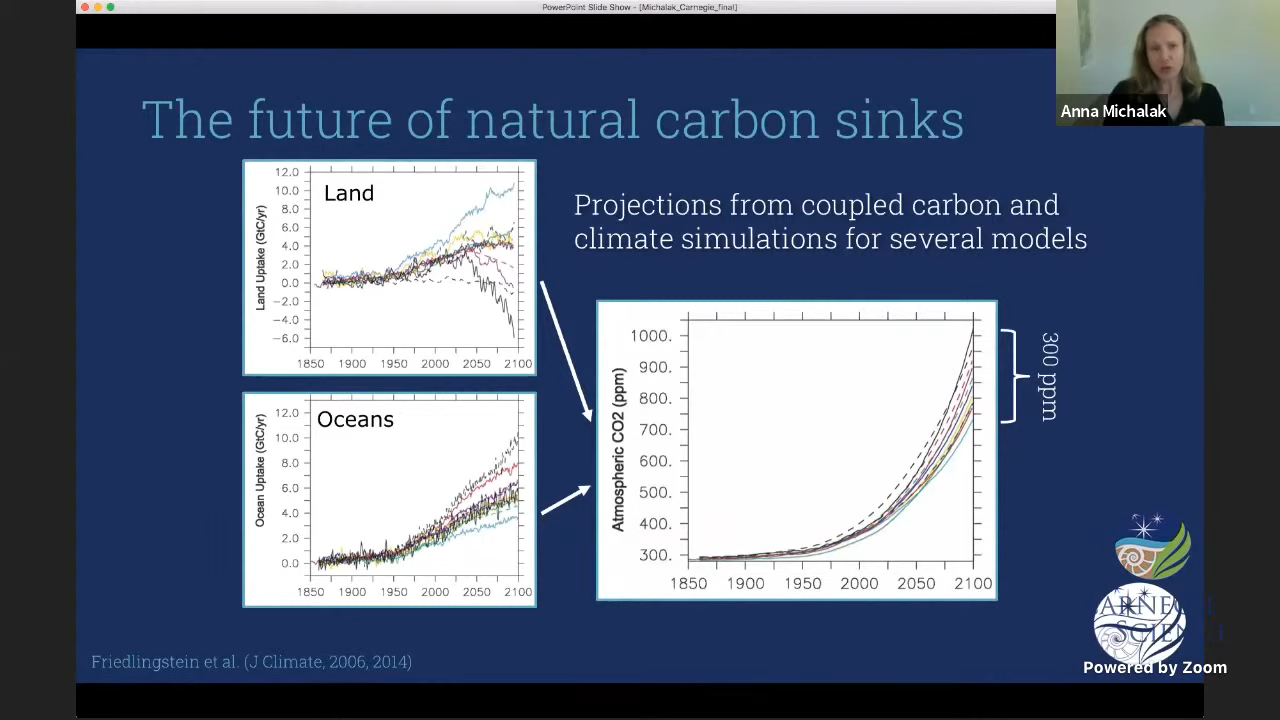 PowerPoint Slide Show - [Michalak_Carnegie_final]
Anna Michalak
The future of natural carbon sinks
Projections from coupled carbon and
climate simulations for several models
Land
Land Uptake (GtC/yr)
12.0
10.0
8.0
6.0
4.0
2.0
0.0
−2.0
−4.0
−6.0
1850 1900 1950 2000 2050 2100
Oceans
Ocean Uptake (GtC/yr)
12.0
10.0
8.0
6.0
4.0
2.0
0.0
1850 1900 1950 2000 2050 2100
Atmospheric CO2 (ppm)
1000.
900.
800.
700.
600.
500.
400.
300.
1850 1900 1950 2000 2050 2100
300 ppm
Friedlingstein et al. (J Climate, 2006, 2014)
Powered by Zoom